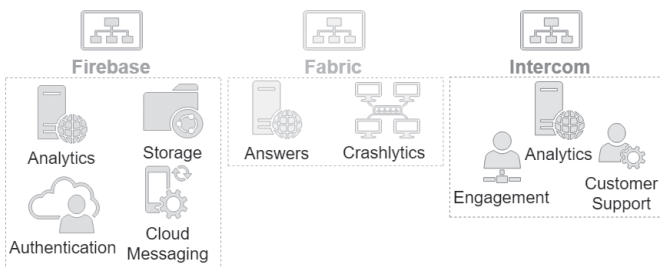 Firebase
Fabric
Intercom
Analytics
Storage
Authentication
Cloud
Messaging
Answers
Crashlytics
Analytics
Engagement
Customer
Support